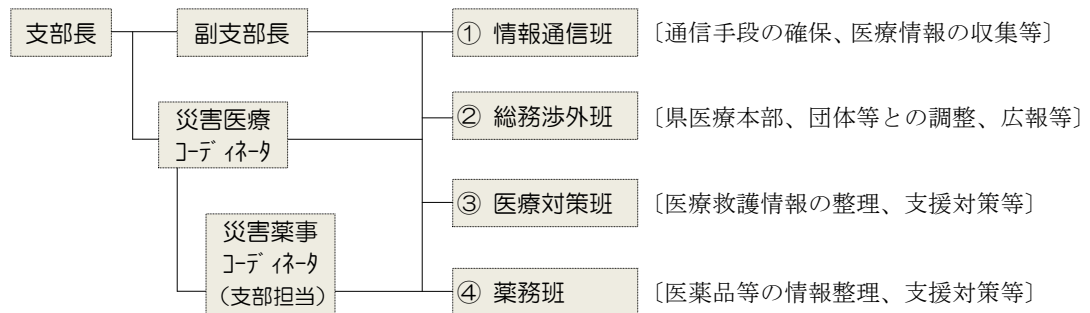 支部長 副支部長 ① 情報通信班 〔通信手段の確保、医療情報の収集等〕
災害医療
ｺｰﾃﾞｨﾈｰﾀ
② 総務渉外班 〔県医療本部、団体等との調整、広報等〕
③ 医療対策班 〔医療救護情報の整理、支援対策等〕
災害薬事
ｺｰﾃﾞｨﾈｰﾀ
（支部担当）
④ 薬務班 〔医薬品等の情報整理、支援対策等〕